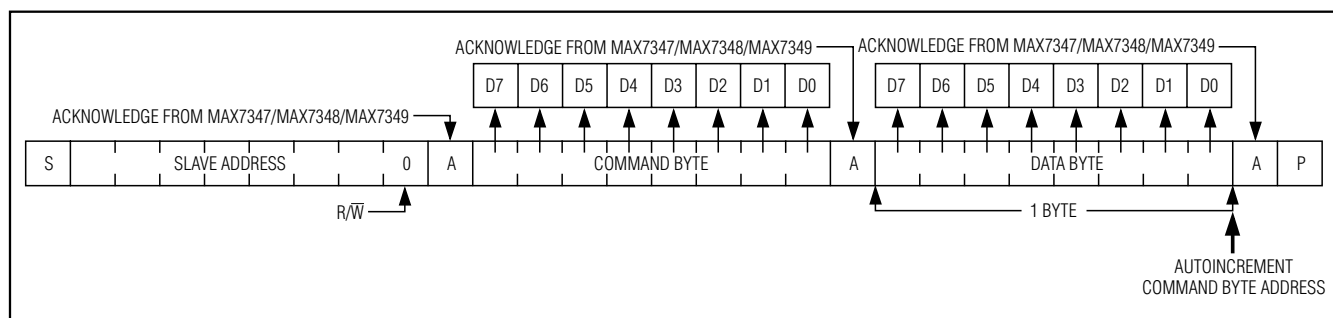 ACKNOWLEDGE FROM MAX7347/MAX7348/MAX7349 ACKNOWLEDGE FROM MAX7347/MAX7348/MAX7349
D7 D6 D5 D4 D3 D2 D1 D0 D7 D6 D5 D4 D3 D2 D1 D0
ACKNOWLEDGE FROM MAX7347/MAX7348/MAX7349
S SLAVE ADDRESS 0 A COMMAND BYTE A DATA BYTE A P
R/W̅ 1 BYTE
AUTOINCREMENT
COMMAND BYTE ADDRESS